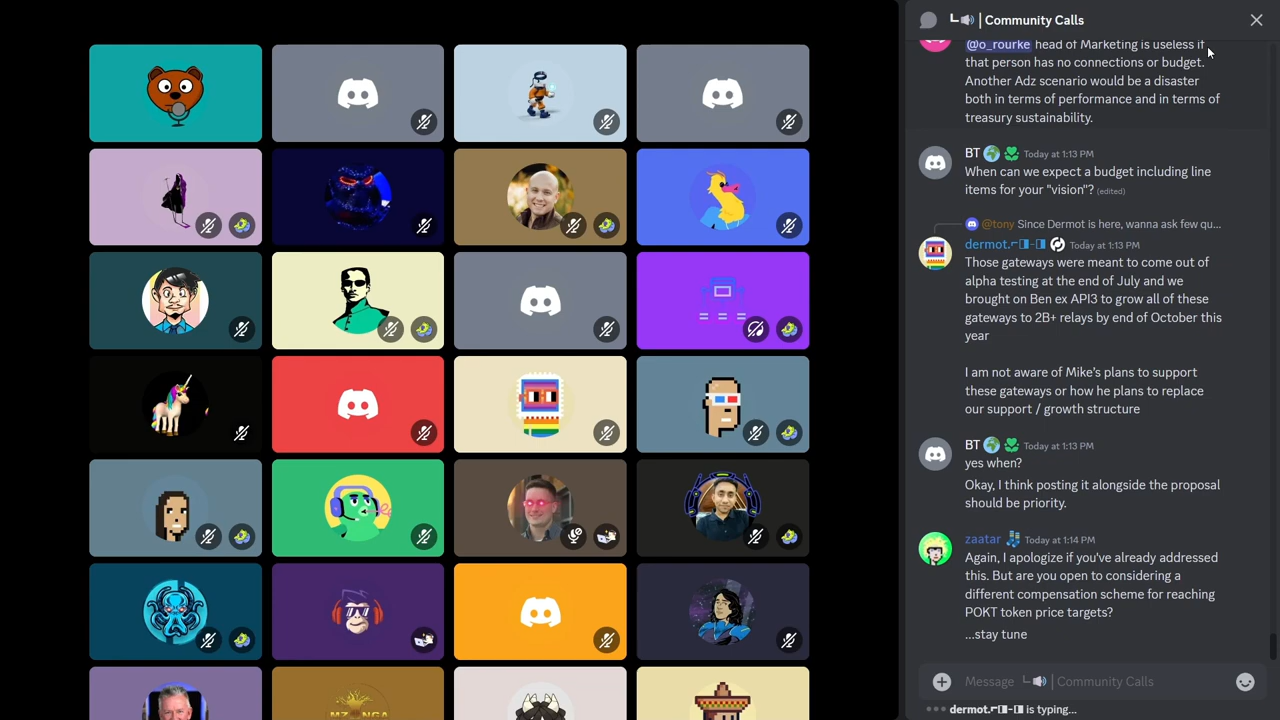 Community Calls
@o_rourke head of Marketing is useless if
that person has no connections or budget.
Another Adz scenario would be a disaster
both in terms of performance and in terms of
treasury sustainability.
BT Today at 1:13 PM
When can we expect a budget including line
items for your "vision"? (edited)
@tony Since Dermot is here, wanna ask few qu...
dermot. Today at 1:13 PM
Those gateways were meant to come out of
alpha testing at the end of July and we
brought on Ben ex API3 to grow all of these
gateways to 2B+ relays by end of October this
year
I am not aware of Mike's plans to support
these gateways or how he plans to replace
our support / growth structure
BT Today at 1:13 PM
yes when?
Okay, I think posting it alongside the proposal
should be priority.
zaatar Today at 1:14 PM
Again, I apologize if you've already addressed
this. But are you open to considering a
different compensation scheme for reaching
POKT token price targets?
...stay tune
Message Community Calls
dermot. is typing...